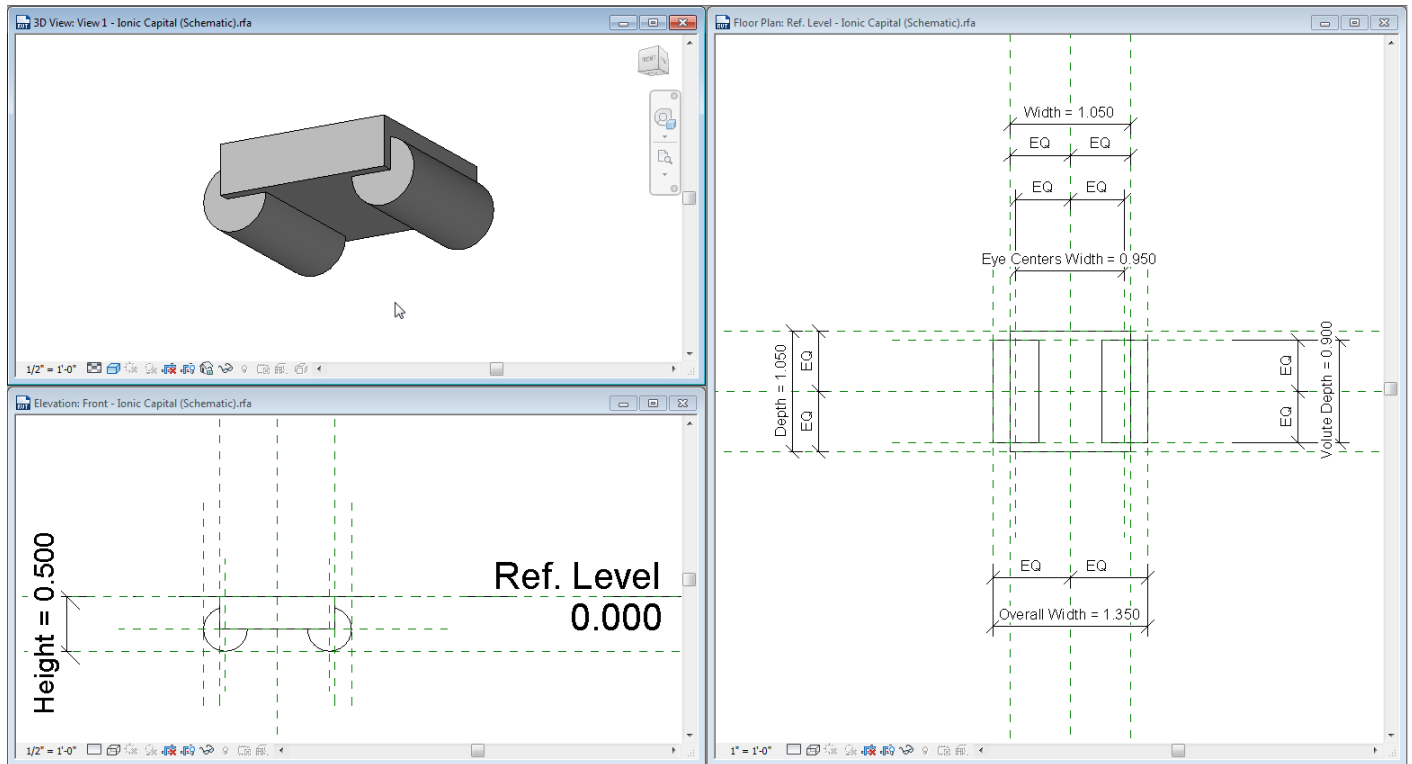 3D View: View 1 - Ionic Capital (Schematic).rfa
RIGHT
1/2" = 1'-0"
Elevation: Front - Ionic Capital (Schematic).rfa
Height = 0.500
Ref. Level
0.000
1/2" = 1'-0"
Floor Plan: Ref. Level - Ionic Capital (Schematic).rfa
Width = 1.050
EQ
EQ
EQ
EQ
Eye Centers Width = 0.950
Depth = 1.050
EQ
EQ
EQ
EQ
Volute Depth = 0.900
EQ
EQ
Overall Width = 1.350
1" = 1'-0"